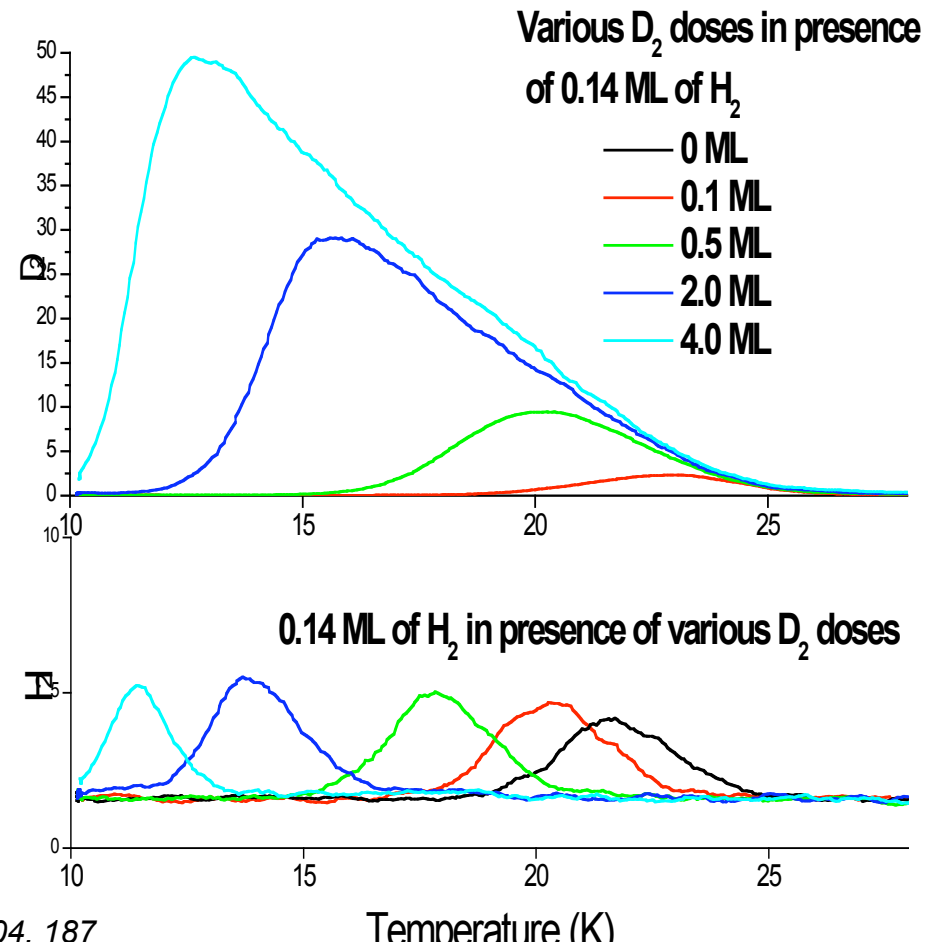 Various D2 doses in presence
of 0.14 ML of H2
0 ML
0.1 ML
0.5 ML
2.0 ML
4.0 ML
50
45
40
35
30
25
20
15
10
5
0
D2
10
15
20
25
10
5
0
0.14 ML of H2 in presence of various D2 doses
H2
10
15
20
25
04, 187
Temperature (K)